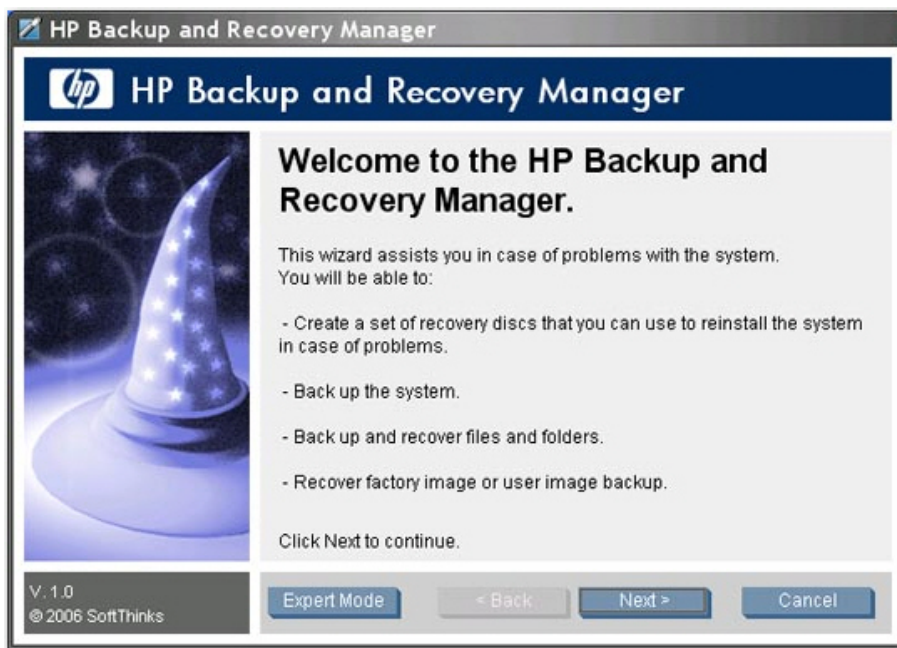 HP Backup and Recovery Manager
hp HP Backup and Recovery Manager
Welcome to the HP Backup and
Recovery Manager.
This wizard assists you in case of problems with the system.
You will be able to:
- Create a set of recovery discs that you can use to reinstall the system
in case of problems.
- Back up the system.
- Back up and recover files and folders.
- Recover factory image or user image backup.
Click Next to continue.
V. 1.0
© 2006 SoftThinks
Expert Mode
< Back
Next >
Cancel